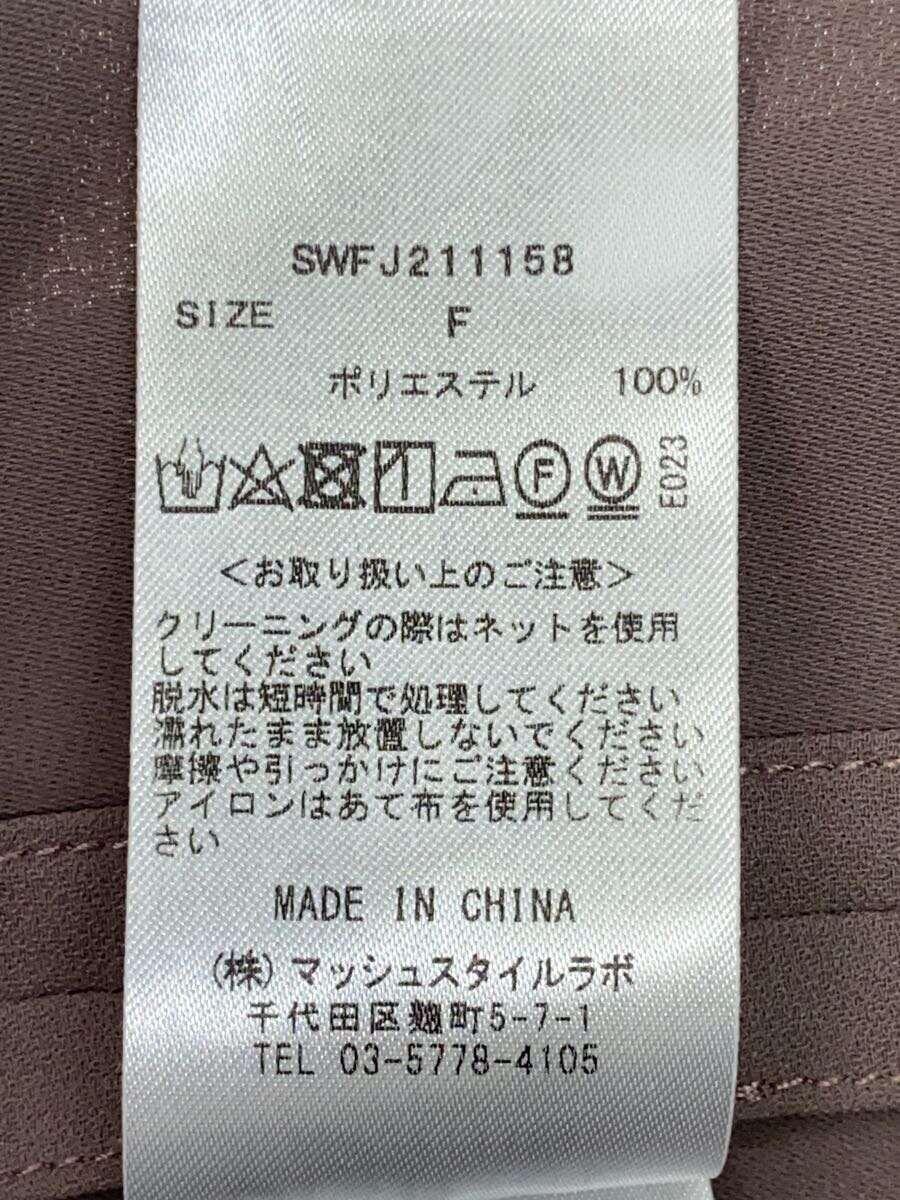 SWFJ211158
SIZE F
ポリエステル 100%
F W E023
<お取り扱い上のご注意>
クリーニングの際はネットを使用
してください
脱水は短時間で処理してください
濡れたまま放置しないでください
摩擦や引っかけにご注意ください
アイロンはあて布を使用してくだ
さい
MADE IN CHINA
(株)マッシュスタイルラボ
千代田区麹町5-7-1
TEL 03-5778-4105